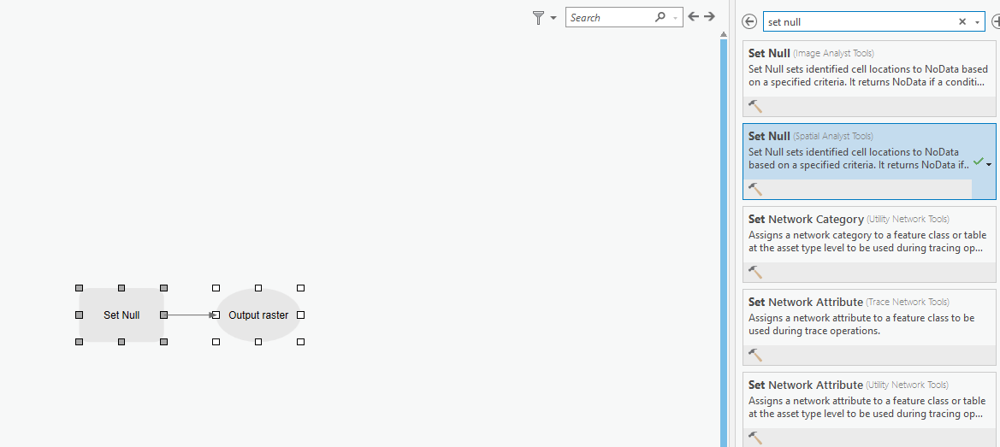 Search
set null
Set Null (Image Analyst Tools)
Set Null sets identified cell locations to NoData based
on a specified criteria. It returns NoData if a conditi...
Set Null (Spatial Analyst Tools)
Set Null sets identified cell locations to NoData
based on a specified criteria. It returns NoData if..
Set Network Category (Utility Network Tools)
Assigns a network category to a feature class or table
at the asset type level to be used during tracing op...
Set Network Attribute (Trace Network Tools)
Assigns a network attribute to a feature class to be
used during trace operations.
Set Network Attribute (Utility Network Tools)
Assigns a network attribute to a feature class or table
at the asset type level to be used during tracing op...
Set Null
Output raster